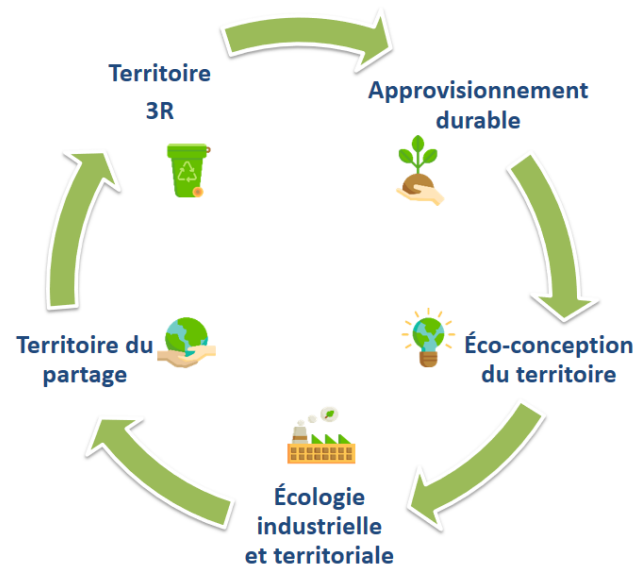 Territoire
3R
Approvisionnement
durable
Éco-conception
du territoire
Écologie
industrielle
et territoriale
Territoire du
partage